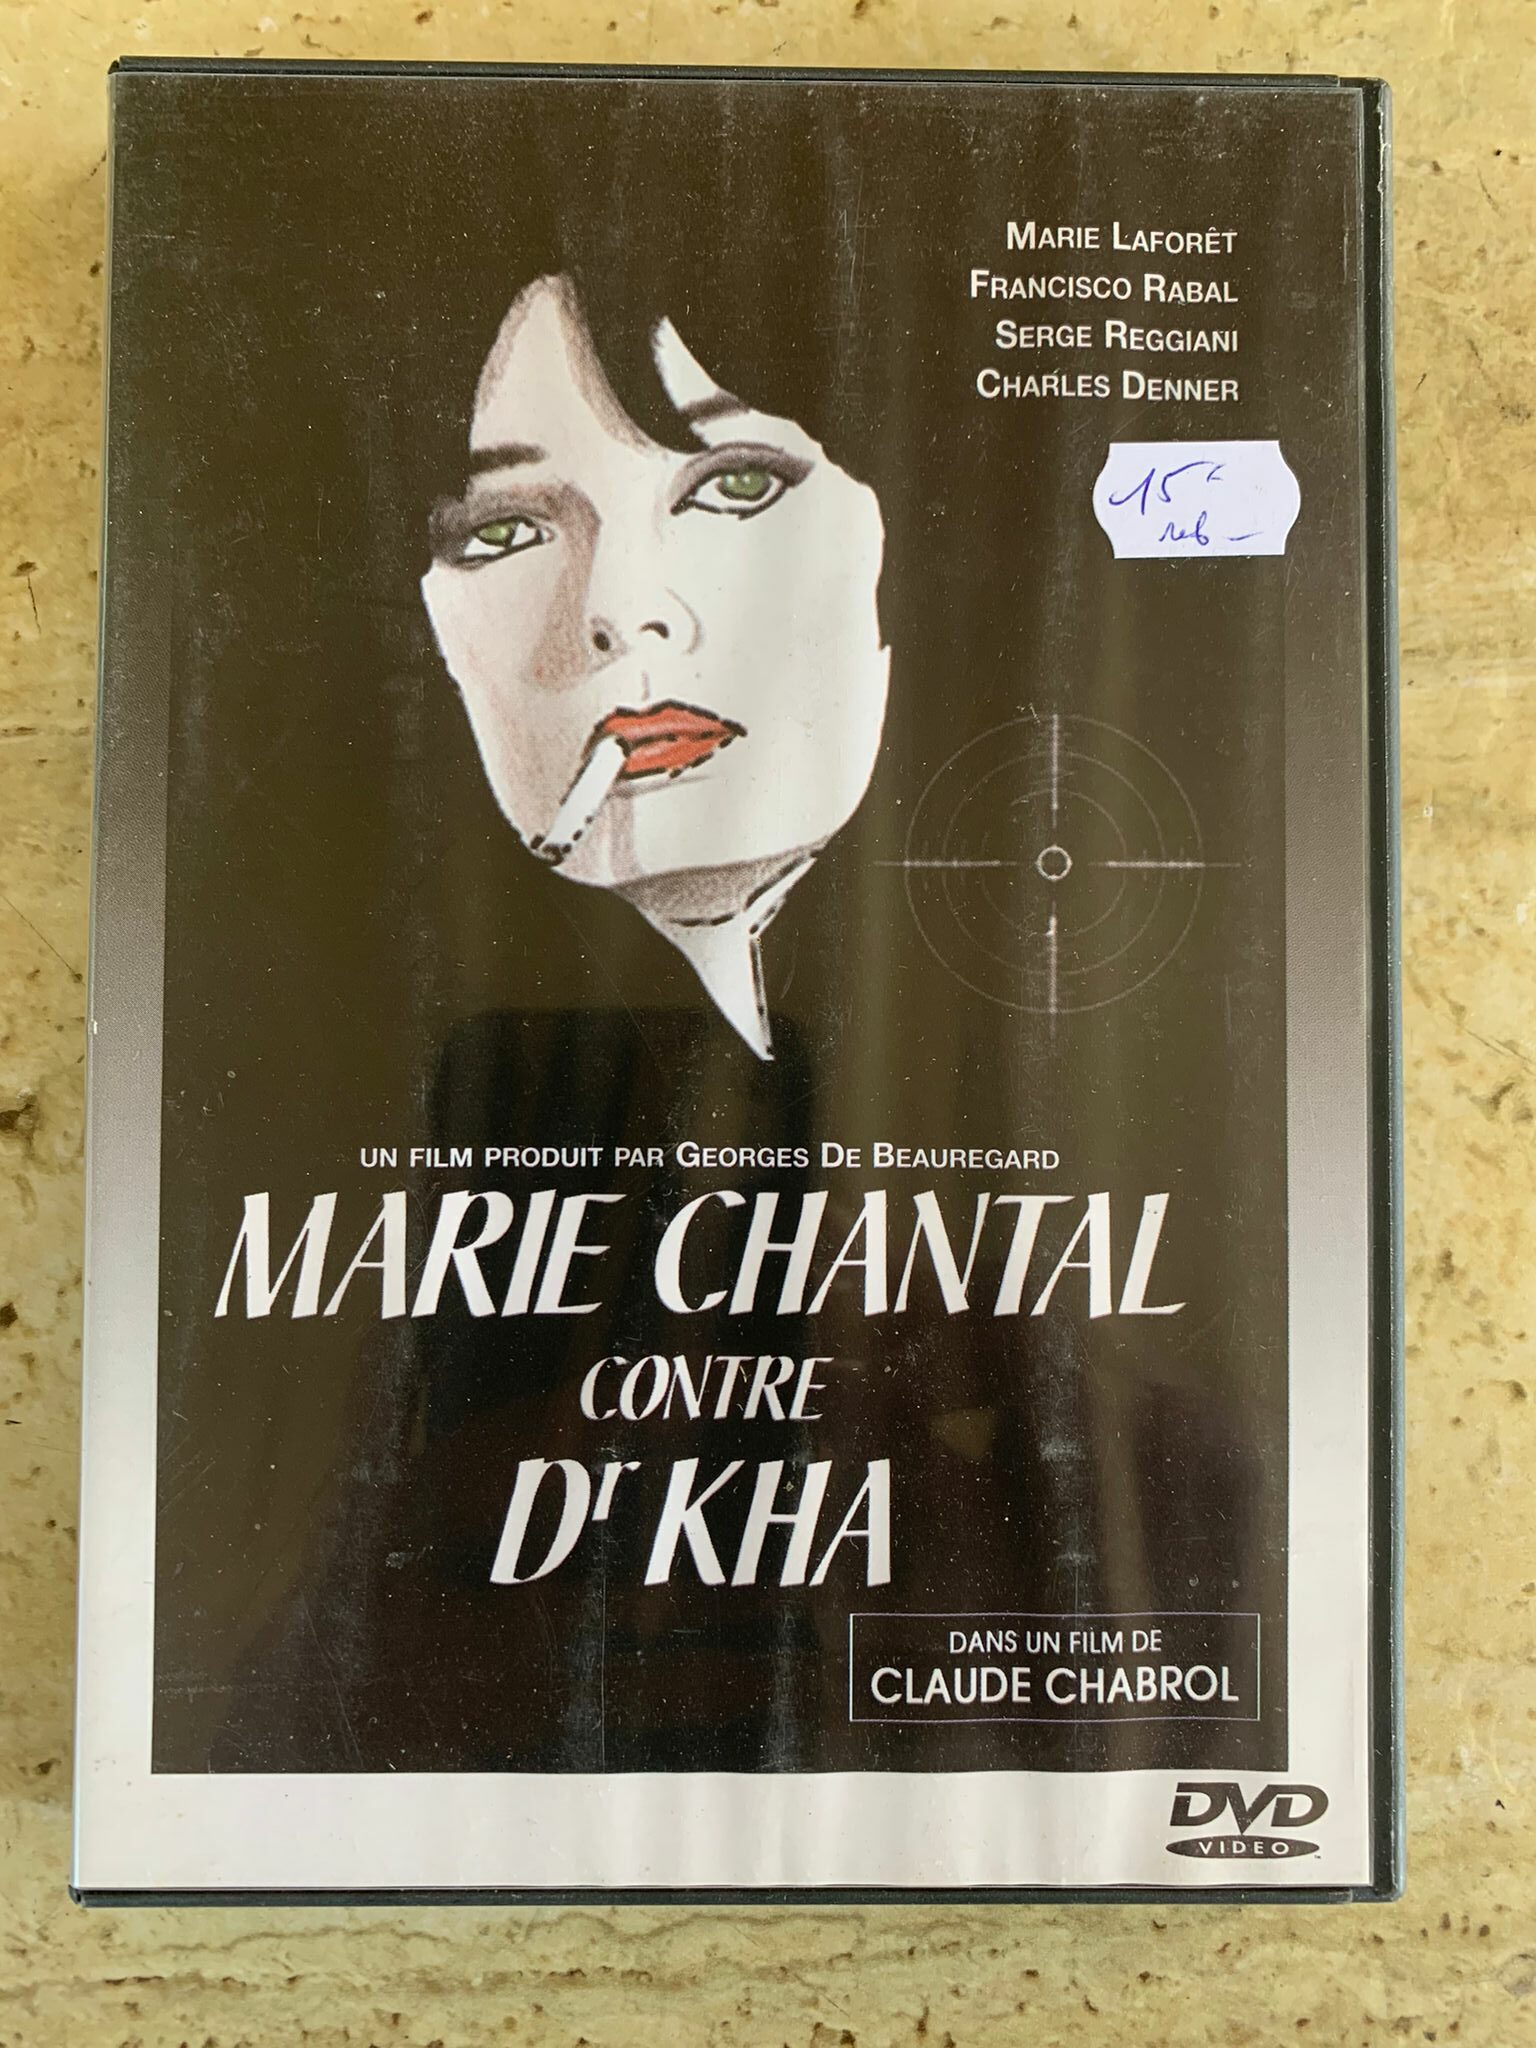 MARIE LAFORÊT
FRANCISCO RABAL
SERGE REGGIANI
CHARLES DENNER
15€
UN FILM PRODUIT PAR GEORGES DE BEAUREGARD
MARIE CHANTAL
CONTRE
Dr KHA
DANS UN FILM DE
CLAUDE CHABROL
DVD
VIDEO